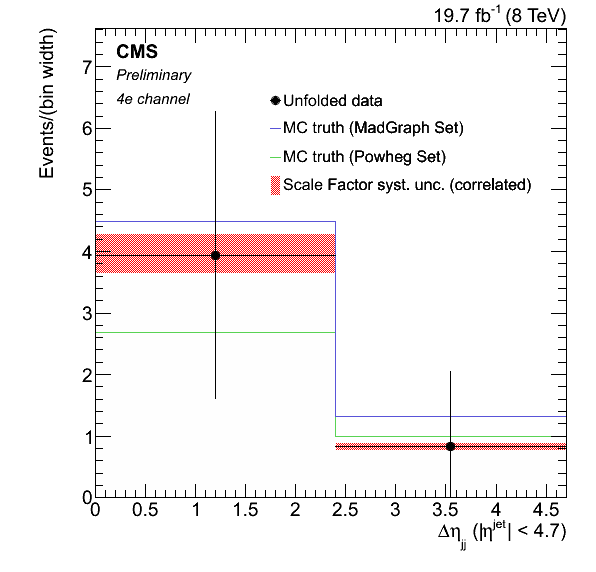 19.7 fb⁻¹ (8 TeV)
Events/(bin width)
CMS
Preliminary
4e channel
Unfolded data
MC truth (MadGraph Set)
MC truth (Powheg Set)
Scale Factor syst. unc. (correlated)
7
6
5
4
3
2
1
0
0 0.5 1 1.5 2 2.5 3 3.5 4 4.5
Δηjj (|ηjet| < 4.7)